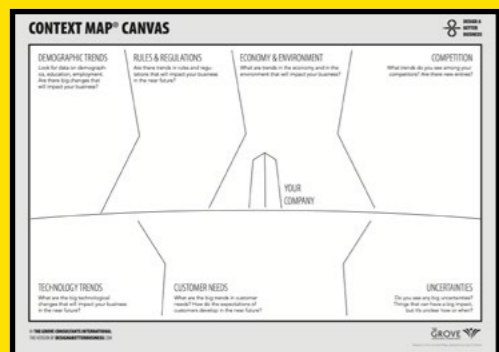 CONTEXT MAP® CANVAS
DESIGN A
BETTER
BUSINESS
DEMOGRAPHIC TRENDS
Look for data on demograph-
ics, education, employment.
Are there big changes that
will impact your business?
RULES & REGULATIONS
Are there trends in rules and regu-
lations that will impact your business
in the near future?
ECONOMY & ENVIRONMENT
What are trends in the economy and in the
environment that will impact your business?
COMPETITION
What trends do you see among your
competitors? Are there new entries?
YOUR
COMPANY
TECHNOLOGY TRENDS
What are the big technological
changes that will impact your business
in the near future?
CUSTOMER NEEDS
What are the big trends in customer
needs? How do the expectations of
customers develop in the near future?
UNCERTAINTIES
Do you see any big uncertainties?
Things that can have a big impact,
but it's unclear how or when?
© THE GROVE CONSULTANTS INTERNATIONAL
THIS VERSION BY DESIGNABETTERBUSINESS.COM
THE
GROVE